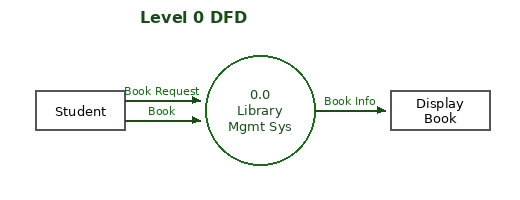 Level 0 DFD
Book Request
Book
Student
0.0
Library
Mgmt Sys
Book Info
Display
Book